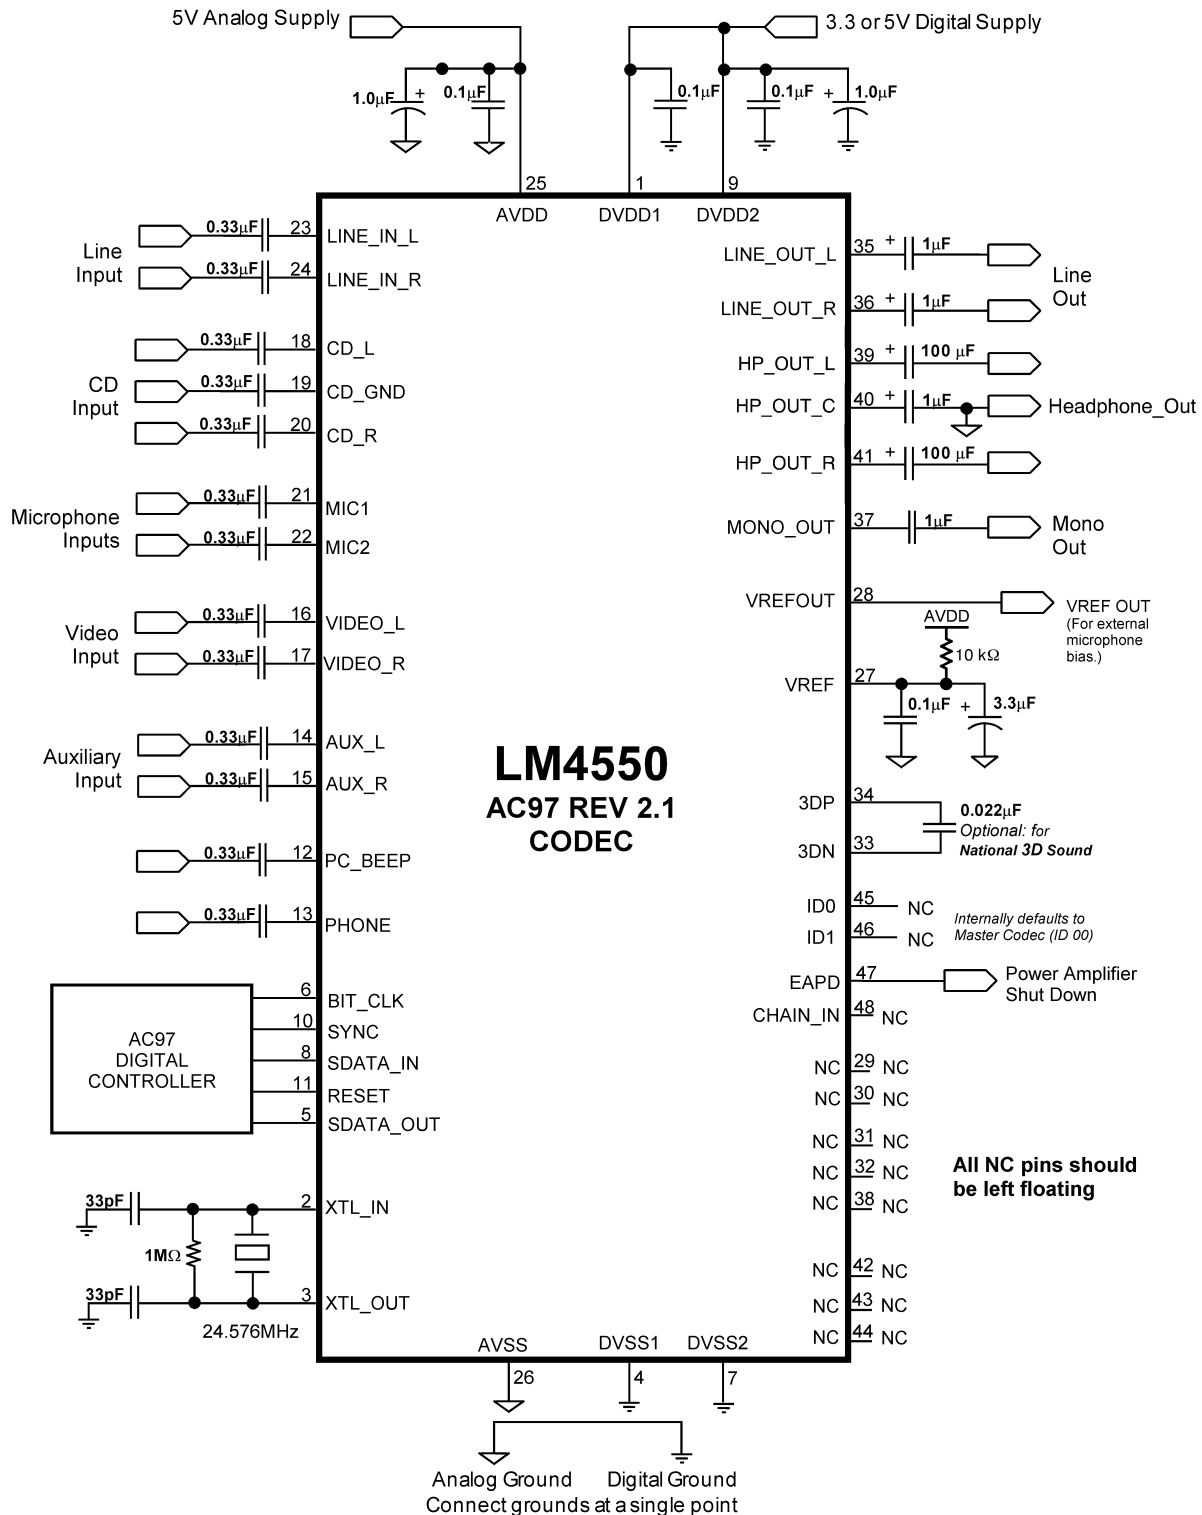 5V Analog Supply
3.3 or 5V Digital Supply
1.0µF
+
0.1µF
0.1µF
0.1µF
+
1.0µF
25
1
9
AVDD
DVDD1
DVDD2
Line
Input
0.33µF
23
LINE_IN_L
0.33µF
24
LINE_IN_R
CD
Input
0.33µF
18
CD_L
0.33µF
19
CD_GND
0.33µF
20
CD_R
Microphone
Inputs
0.33µF
21
MIC1
0.33µF
22
MIC2
Video
Input
0.33µF
16
VIDEO_L
0.33µF
17
VIDEO_R
Auxiliary
Input
0.33µF
14
AUX_L
0.33µF
15
AUX_R
0.33µF
12
PC_BEEP
0.33µF
13
PHONE
AC97
DIGITAL
CONTROLLER
6
BIT_CLK
10
SYNC
8
SDATA_IN
11
RESET
5
SDATA_OUT
33pF
2
XTL_IN
1MΩ
33pF
3
XTL_OUT
24.576MHz
LM4550
AC97 REV 2.1
CODEC
LINE_OUT_L
35
+
1µF
LINE_OUT_R
36
+
1µF
Line
Out
HP_OUT_L
39
+
100 µF
HP_OUT_C
40
+
1µF
Headphone_Out
HP_OUT_R
41
+
100 µF
MONO_OUT
37
1µF
Mono
Out
VREFOUT
28
VREF OUT
(For external
microphone
bias.)
AVDD
10 kΩ
VREF
27
0.1µF
+
3.3µF
3DP
34
0.022µF
Optional: for
National 3D Sound
3DN
33
ID0
45
NC
ID1
46
NC
Internally defaults to
Master Codec (ID 00)
EAPD
47
Power Amplifier
Shut Down
CHAIN_IN
48
NC
NC
29
NC
NC
30
NC
NC
31
NC
NC
32
NC
NC
38
NC
All NC pins should
be left floating
NC
42
NC
NC
43
NC
NC
44
NC
AVSS
DVSS1
DVSS2
26
4
7
Analog Ground
Digital Ground
Connect grounds at a single point